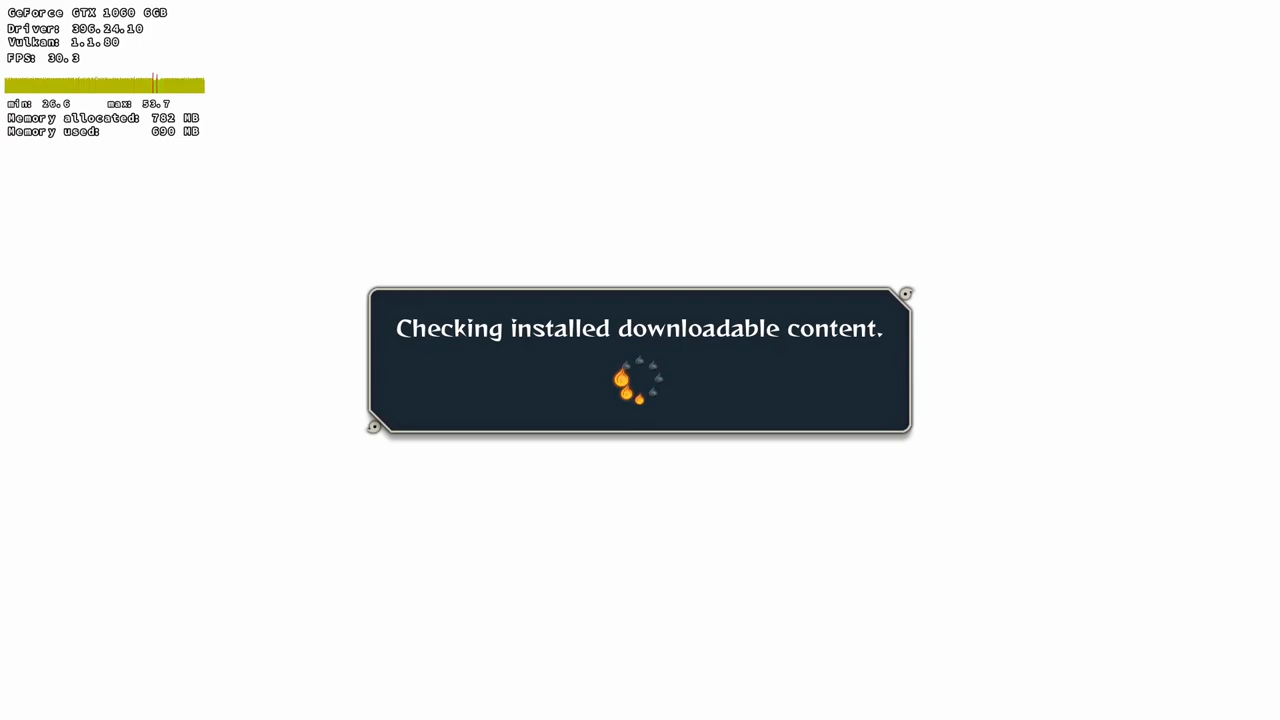 GeForce GTX 1060 6GB
Driver: 396.24.10
Vulkan: 1.1.80
FPS: 30.3
min: 26.6 max: 53.7
Memory allocated: 782 MB
Memory used: 690 MB
Checking installed downloadable content.